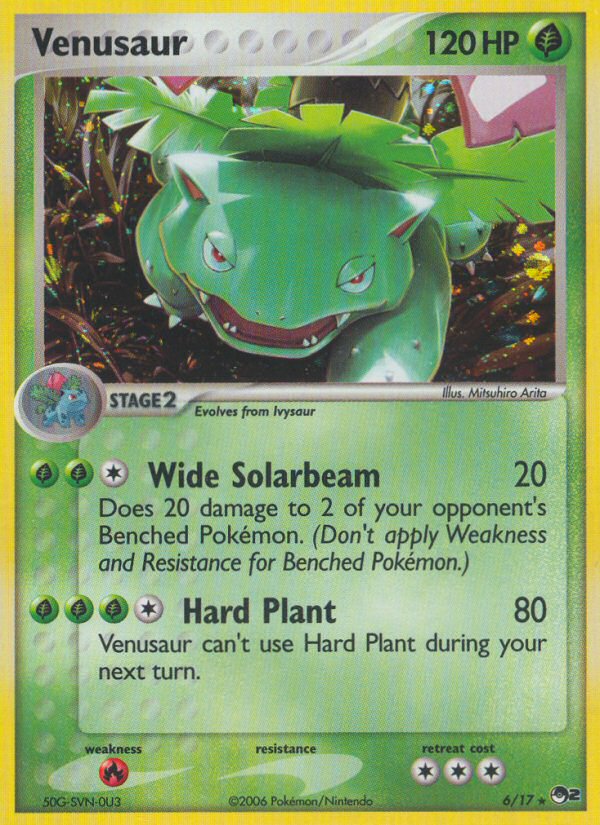 Venusaur 120 HP
Illus. Mitsuhiro Arita
STAGE2
Evolves from Ivysaur
Wide Solarbeam 20
Does 20 damage to 2 of your opponent's
Benched Pokémon. (Don't apply Weakness
and Resistance for Benched Pokémon.)
Hard Plant 80
Venusaur can't use Hard Plant during your
next turn.
weakness resistance retreat cost
50G-SVN-0U3 ©2006 Pokémon/Nintendo 6/17 ★ 2